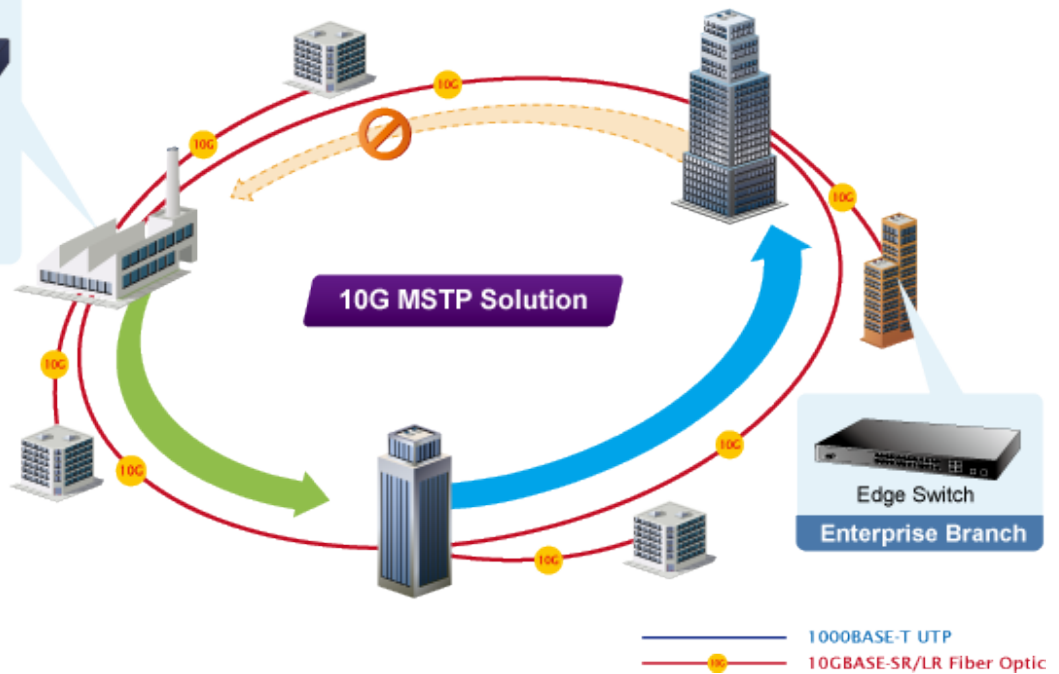 10G
10G
10G
10G
10G MSTP Solution
10G
10G
10G
10G
Edge Switch
Enterprise Branch
1000BASE-T UTP
10G
10GBASE-SR/LR Fiber Optic